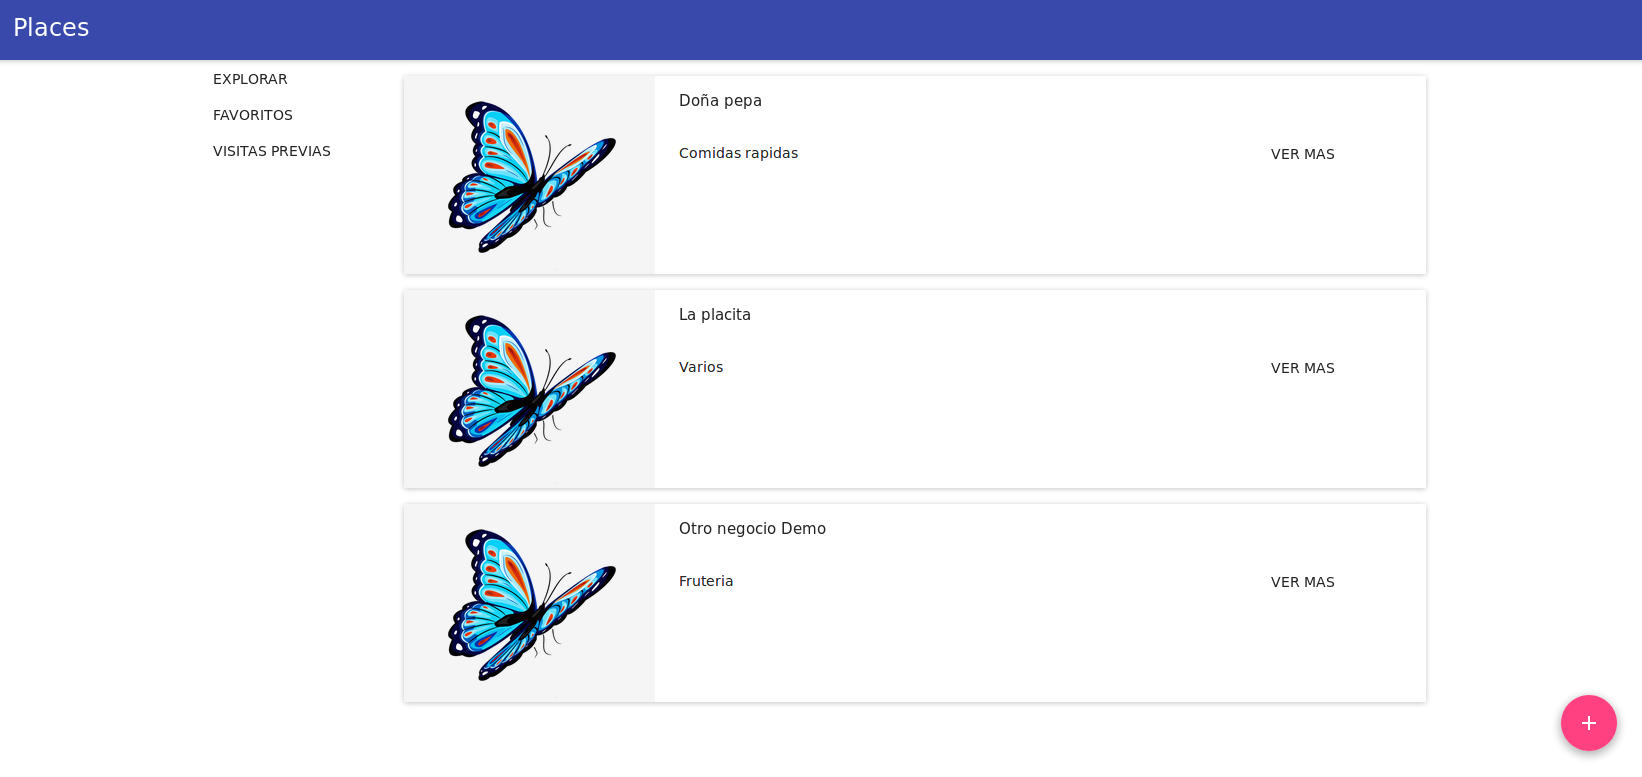 Places
EXPLORAR
FAVORITOS
VISITAS PREVIAS
Doña pepa
Comidas rapidas
VER MAS
La placita
Varios
VER MAS
Otro negocio Demo
Fruteria
VER MAS
+